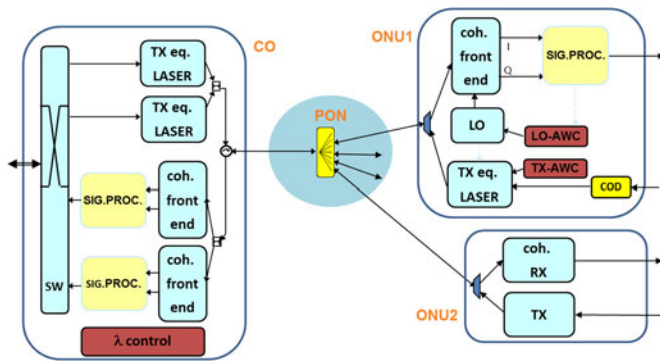 CO
TX eq.
LASER
TX eq.
LASER
SIG.PROC.
coh.
front
end
SIG.PROC.
coh.
front
end
SW
λ control
PON
ONU1
coh.
front
end
I
Q
SIG.PROC.
LO
LO-AWC
TX eq.
LASER
TX-AWC
COD
ONU2
coh.
RX
TX